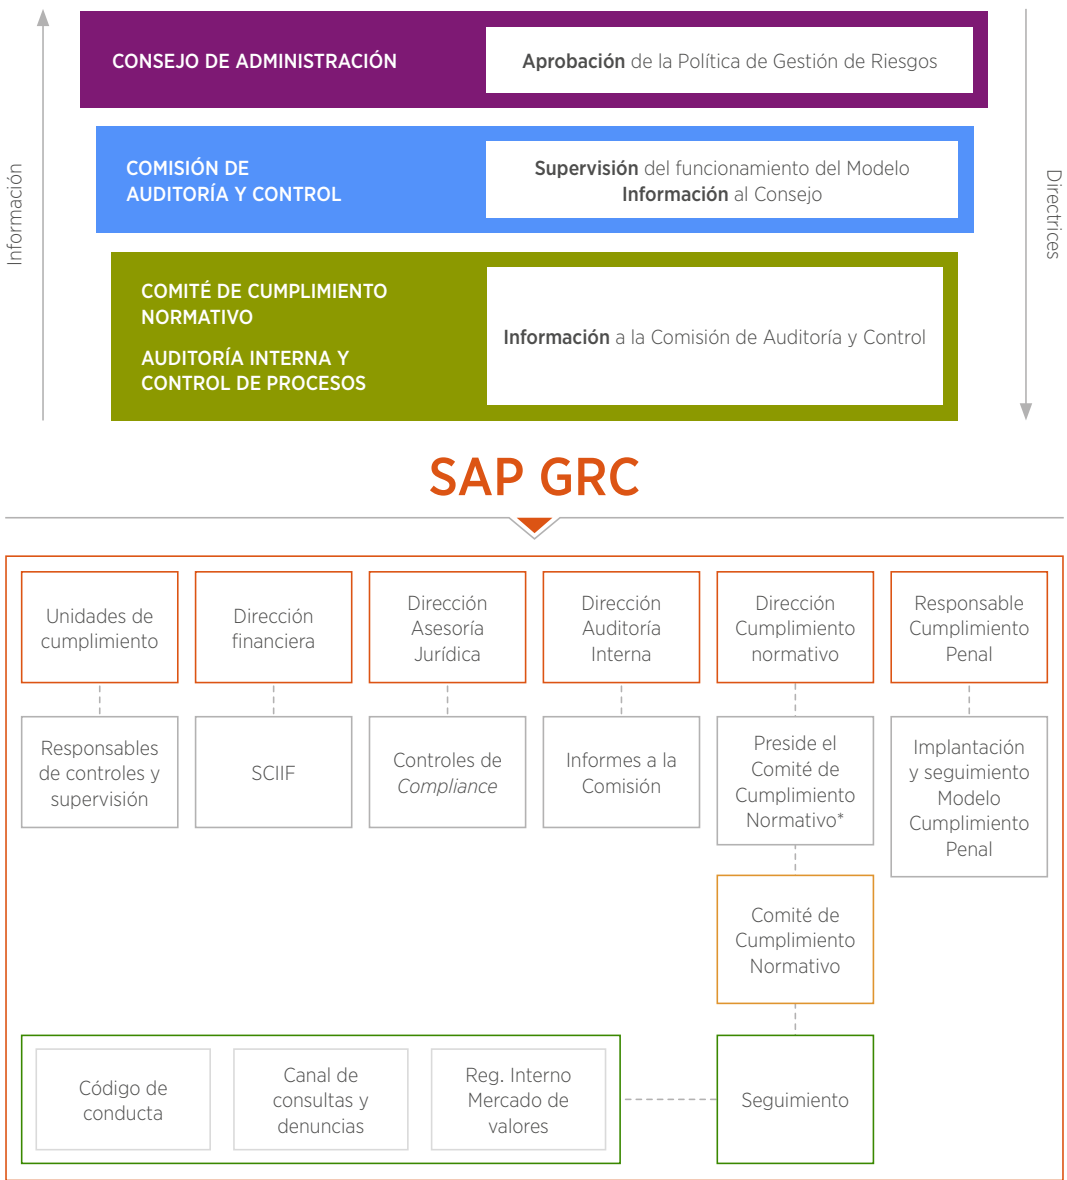 CONSEJO DE ADMINISTRACIÓN
Aprobación de la Política de Gestión de Riesgos
COMISIÓN DE
AUDITORÍA Y CONTROL
Supervisión del funcionamiento del Modelo
Información al Consejo
COMITÉ DE CUMPLIMIENTO
NORMATIVO
AUDITORÍA INTERNA Y
CONTROL DE PROCESOS
Información a la Comisión de Auditoría y Control
Información
Directrices
SAP GRC
Unidades de
cumplimiento
Dirección
financiera
Dirección
Asesoría
Jurídica
Dirección
Auditoría
Interna
Dirección
Cumplimiento
normativo
Responsable
Cumplimiento
Penal
Responsables
de controles y
supervisión
SCIIF
Controles de
Compliance
Informes a la
Comisión
Preside el
Comité de
Cumplimiento
Normativo*
Implantación
y seguimiento
Modelo
Cumplimiento
Penal
Comité de
Cumplimiento
Normativo
Código de
conducta
Canal de
consultas y
denuncias
Reg. Interno
Mercado de
valores
Seguimiento